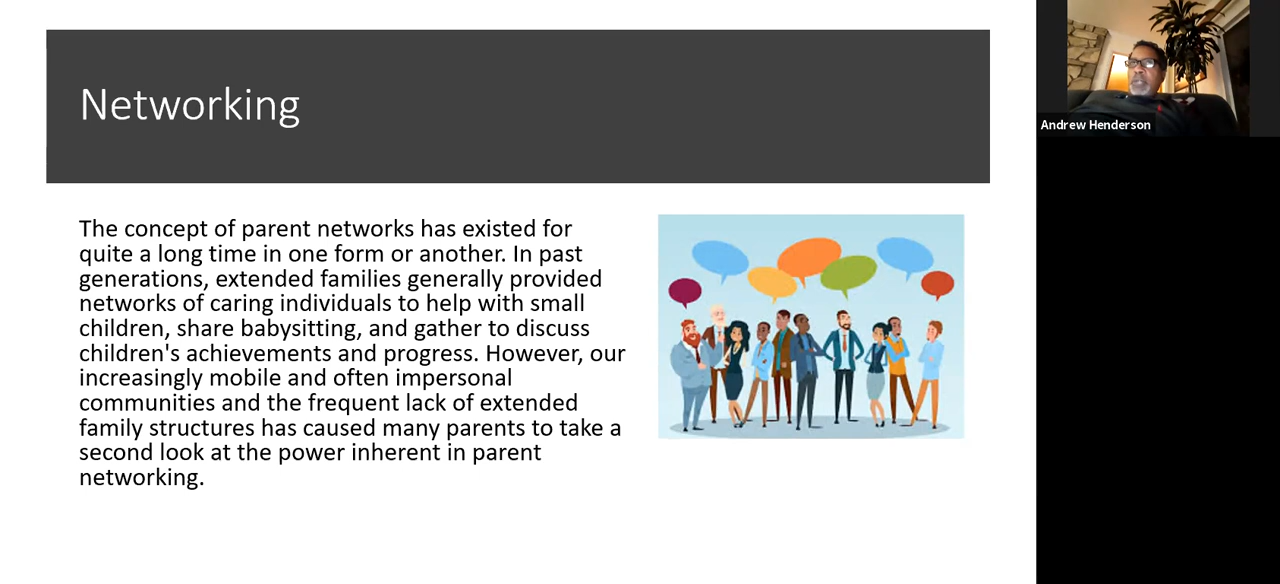 Networking
The concept of parent networks has existed for
quite a long time in one form or another. In past
generations, extended families generally provided
networks of caring individuals to help with small
children, share babysitting, and gather to discuss
children's achievements and progress. However, our
increasingly mobile and often impersonal
communities and the frequent lack of extended
family structures has caused many parents to take a
second look at the power inherent in parent
networking.
Andrew Henderson